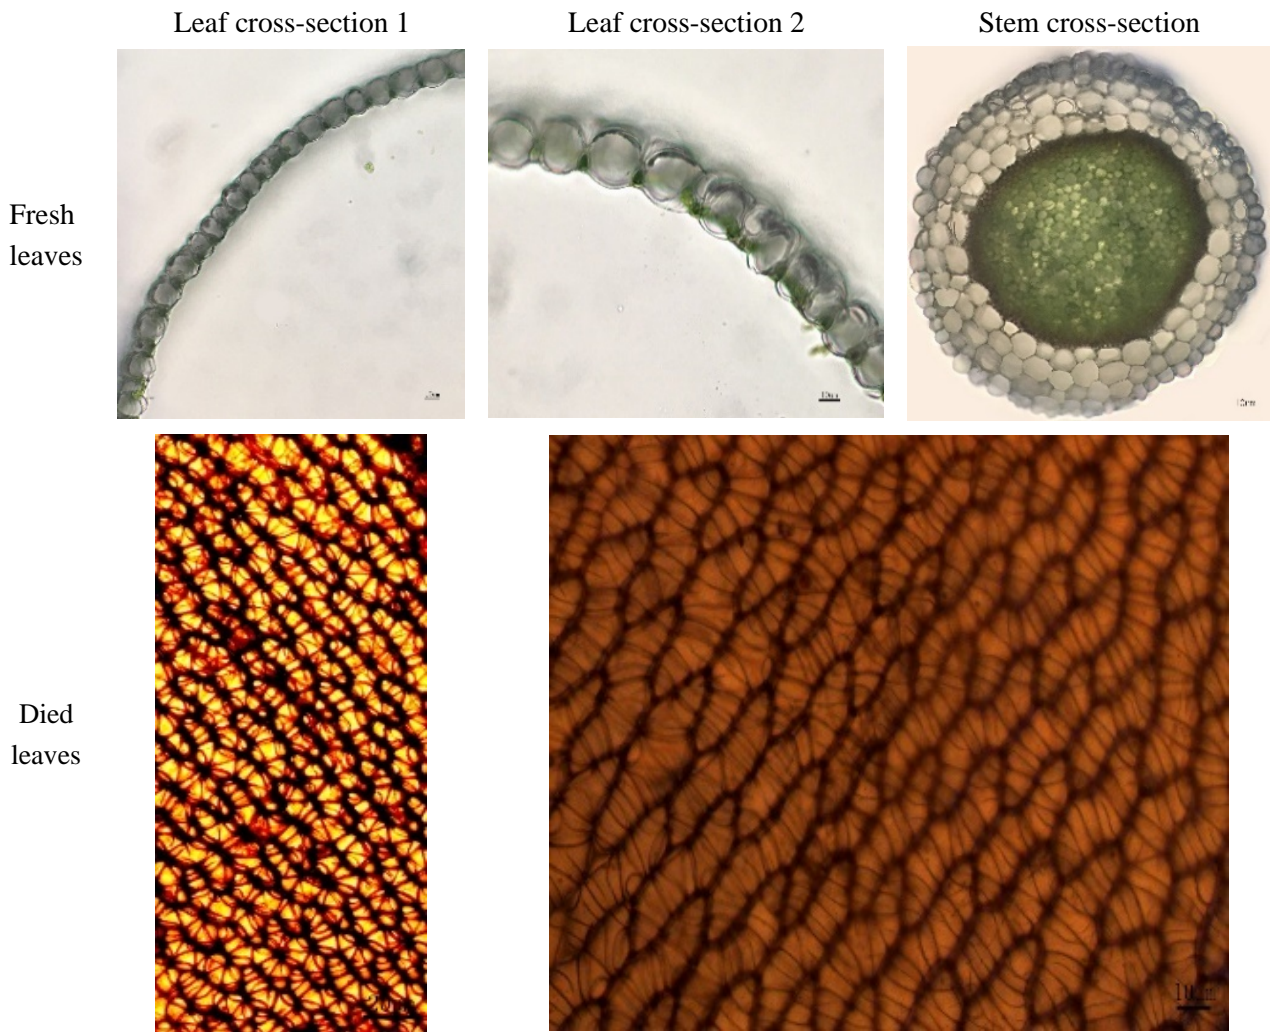 Leaf cross-section 1
Leaf cross-section 2
Stem cross-section
Fresh
leaves
Died
leaves